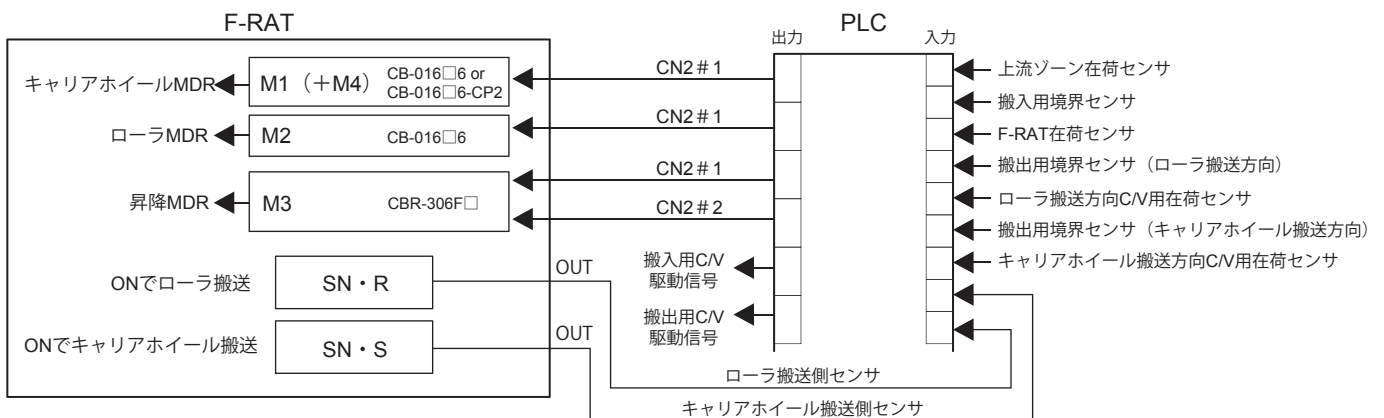 F-RAT
PLC
出力
入力
キャリアホイールMDR
M1（＋M4）
CB-016□6 or
CB-016□6-CP2
CN2＃1
ローラMDR
M2
CB-016□6
CN2＃1
昇降MDR
M3
CBR-306F□
CN2＃1
CN2＃2
ONでローラ搬送
SN・R
OUT
ONでキャリアホイール搬送
SN・S
OUT
搬入用C/V
駆動信号
搬出用C/V
駆動信号
上流ゾーン在荷センサ
搬入用境界センサ
F-RAT在荷センサ
搬出用境界センサ（ローラ搬送方向）
ローラ搬送方向C/V用在荷センサ
搬出用境界センサ（キャリアホイール搬送方向）
キャリアホイール搬送方向C/V用在荷センサ
ローラ搬送側センサ
キャリアホイール搬送側センサ